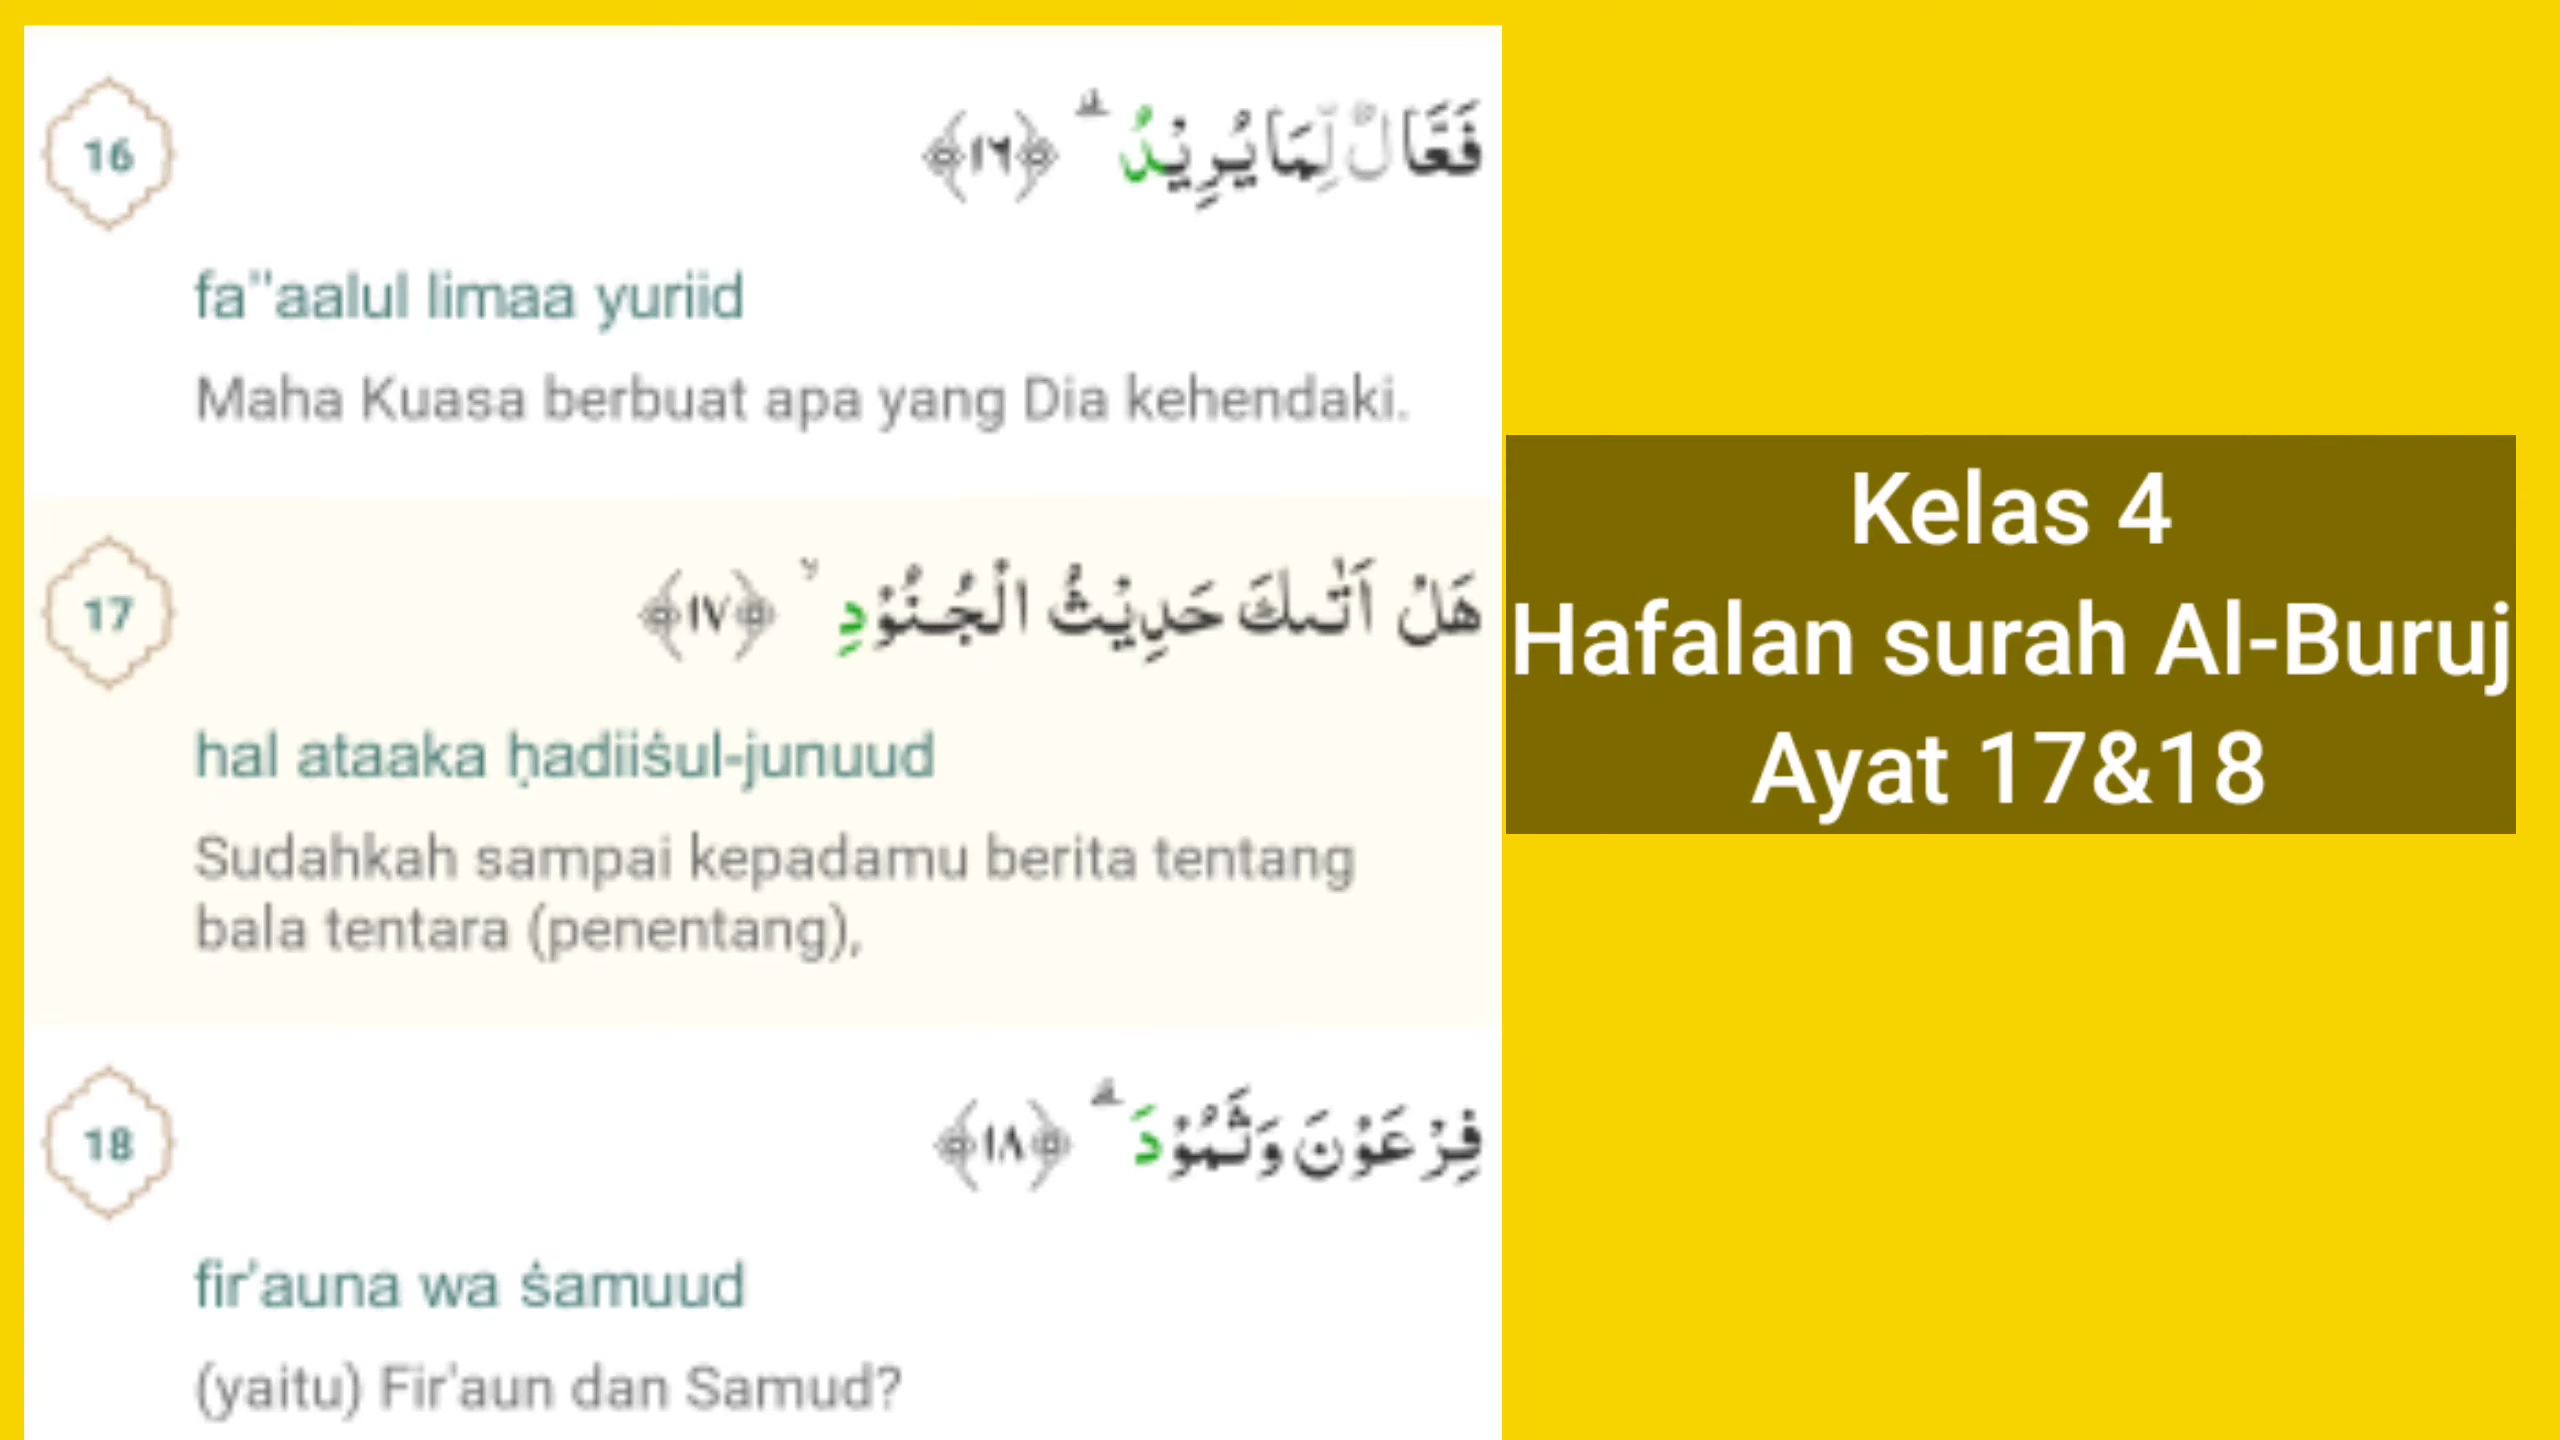 16
فَعَّالٌ لِّمَا يُرِيْدُ ۗ ﴿١٦﴾
fa''aalul limaa yuriid
Maha Kuasa berbuat apa yang Dia kehendaki.
17
هَلْ اَتٰىكَ حَدِيْثُ الْجُنُوْدِ ۙ ﴿١٧﴾
hal ataaka ḥadiiṡul-junuud
Sudahkah sampai kepadamu berita tentang
bala tentara (penentang),
18
فِرْعَوْنَ وَثَمُوْدَ ۗ ﴿١٨﴾
fir'auna wa ṡamuud
(yaitu) Fir'aun dan Samud?
Kelas 4
Hafalan surah Al-Buruj
Ayat 17&18